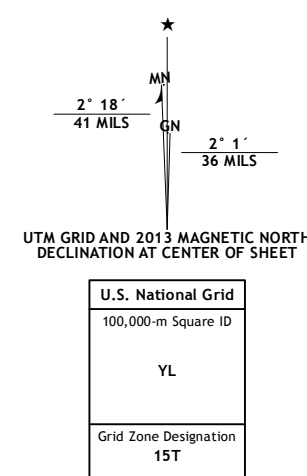 ★
MN
GN
2° 18´
41 MILS
2° 1´
36 MILS
UTM GRID AND 2013 MAGNETIC NORTH
DECLINATION AT CENTER OF SHEET
U.S. National Grid
100,000-m Square ID
YL
Grid Zone Designation
15T